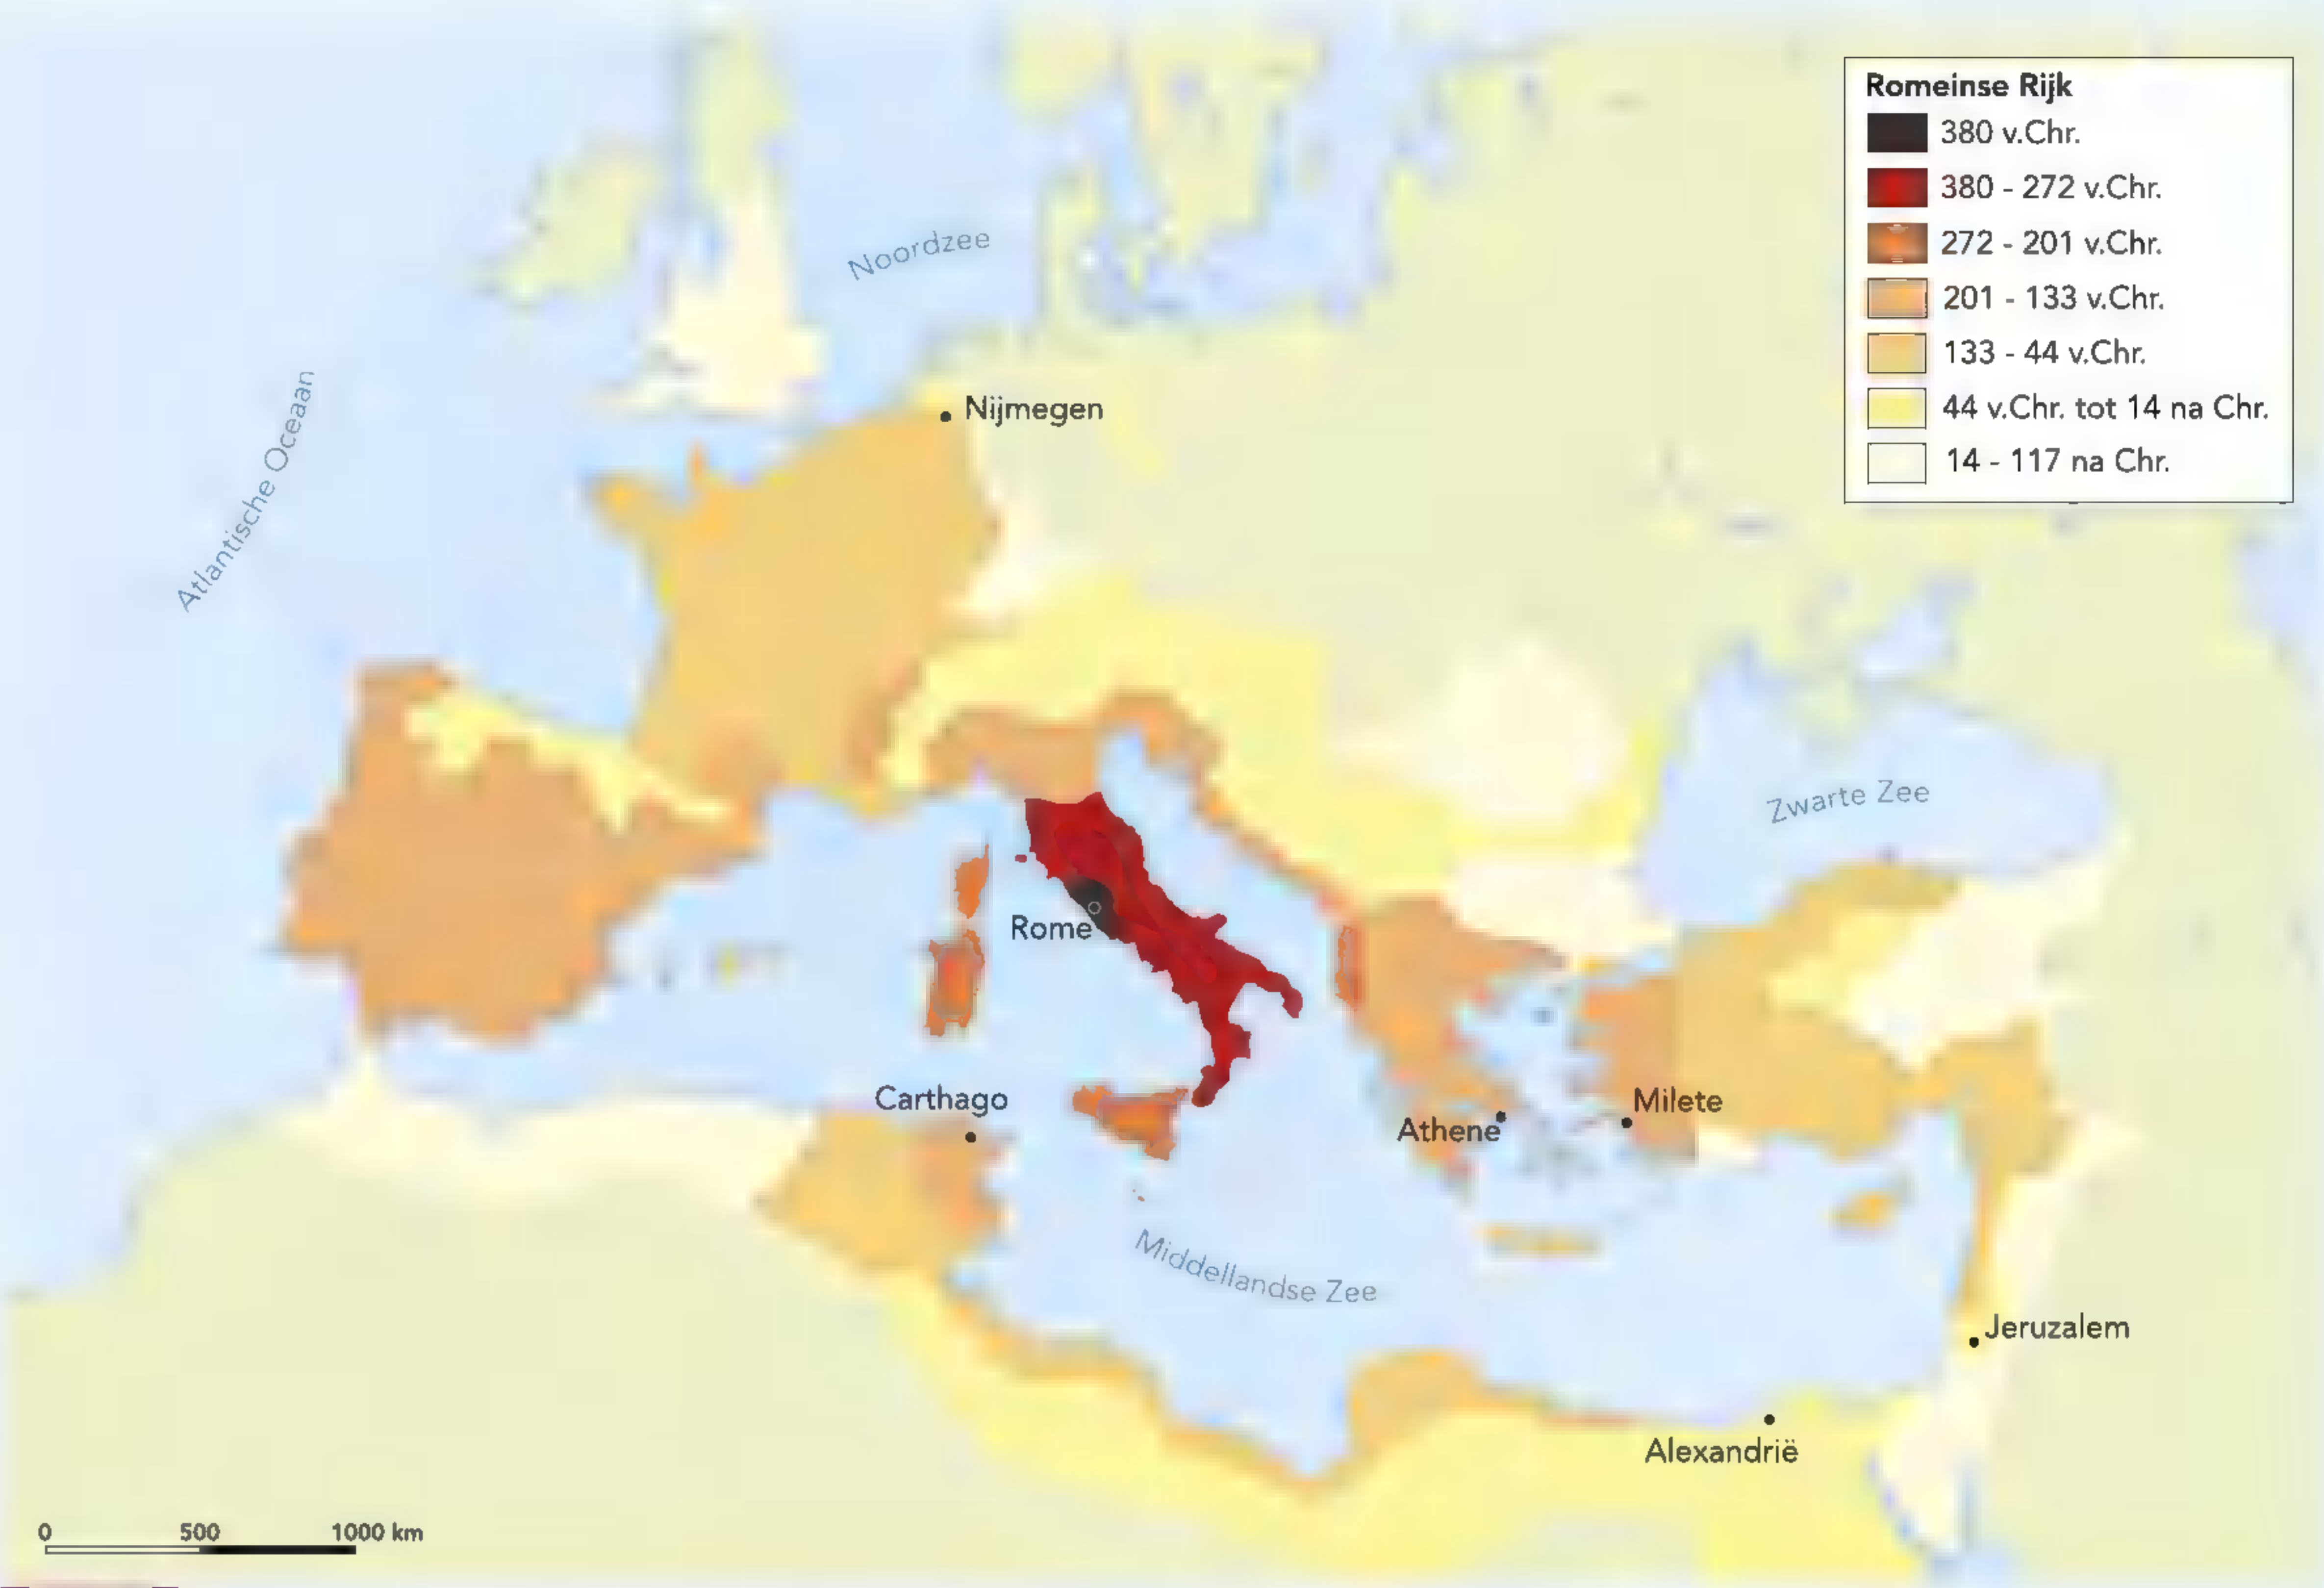 Romeinse Rijk
380 v.Chr.
380 - 272 v.Chr.
272 - 201 v.Chr.
201 - 133 v.Chr.
133 - 44 v.Chr.
44 v.Chr. tot 14 na Chr.
14 - 117 na Chr.
Noordzee
Atlantische Oceaan
Nijmegen
Zwarte Zee
Rome
Carthago
Milete
Athene
Middellandse Zee
Jeruzalem
Alexandrië
0 500 1000 km